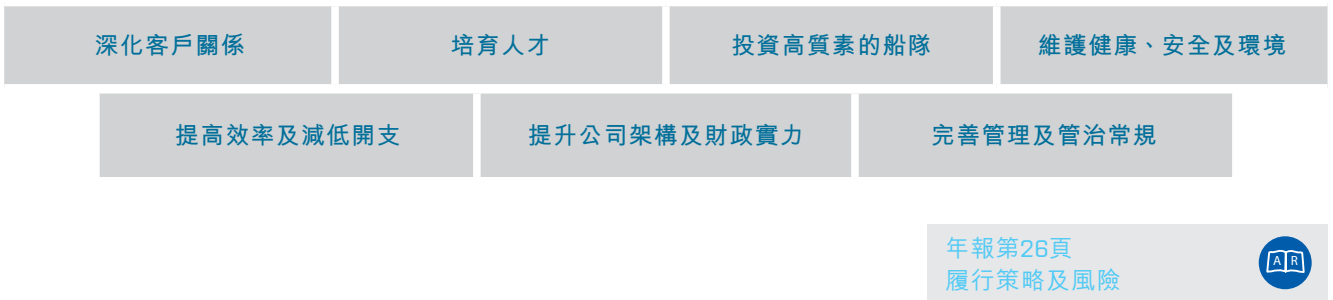 深化客戶關係
培育人才
投資高質素的船隊
維護健康、安全及環境
提高效率及減低開支
提升公司架構及財政實力
完善管理及管治常規
年報第26頁
履行策略及風險
A R